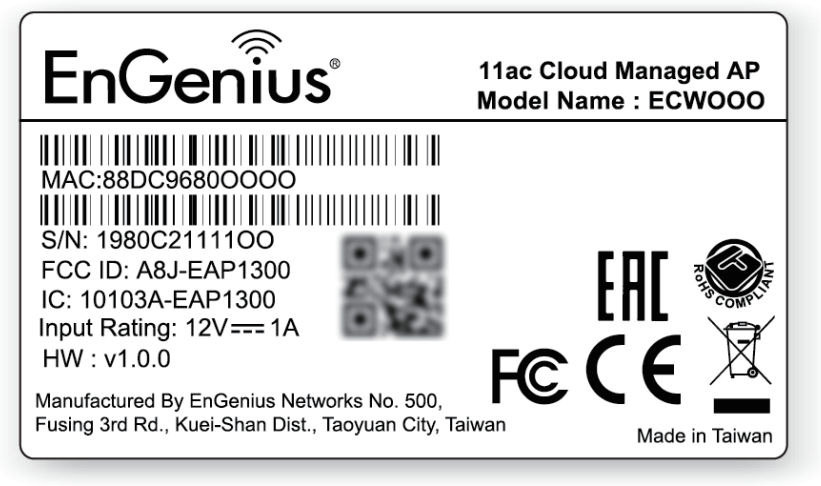 EnGenius®
11ac Cloud Managed AP
Model Name : ECWOOO
MAC:88DC9680OOOO
S/N: 1980C21111OO
FCC ID: A8J-EAP1300
IC: 10103A-EAP1300
Input Rating: 12V⎓1A
HW : v1.0.0
Manufactured By EnGenius Networks No. 500,
Fusing 3rd Rd., Kuei-Shan Dist., Taoyuan City, Taiwan
EAC
RoHS COMPLIANT
FC CE
Made in Taiwan